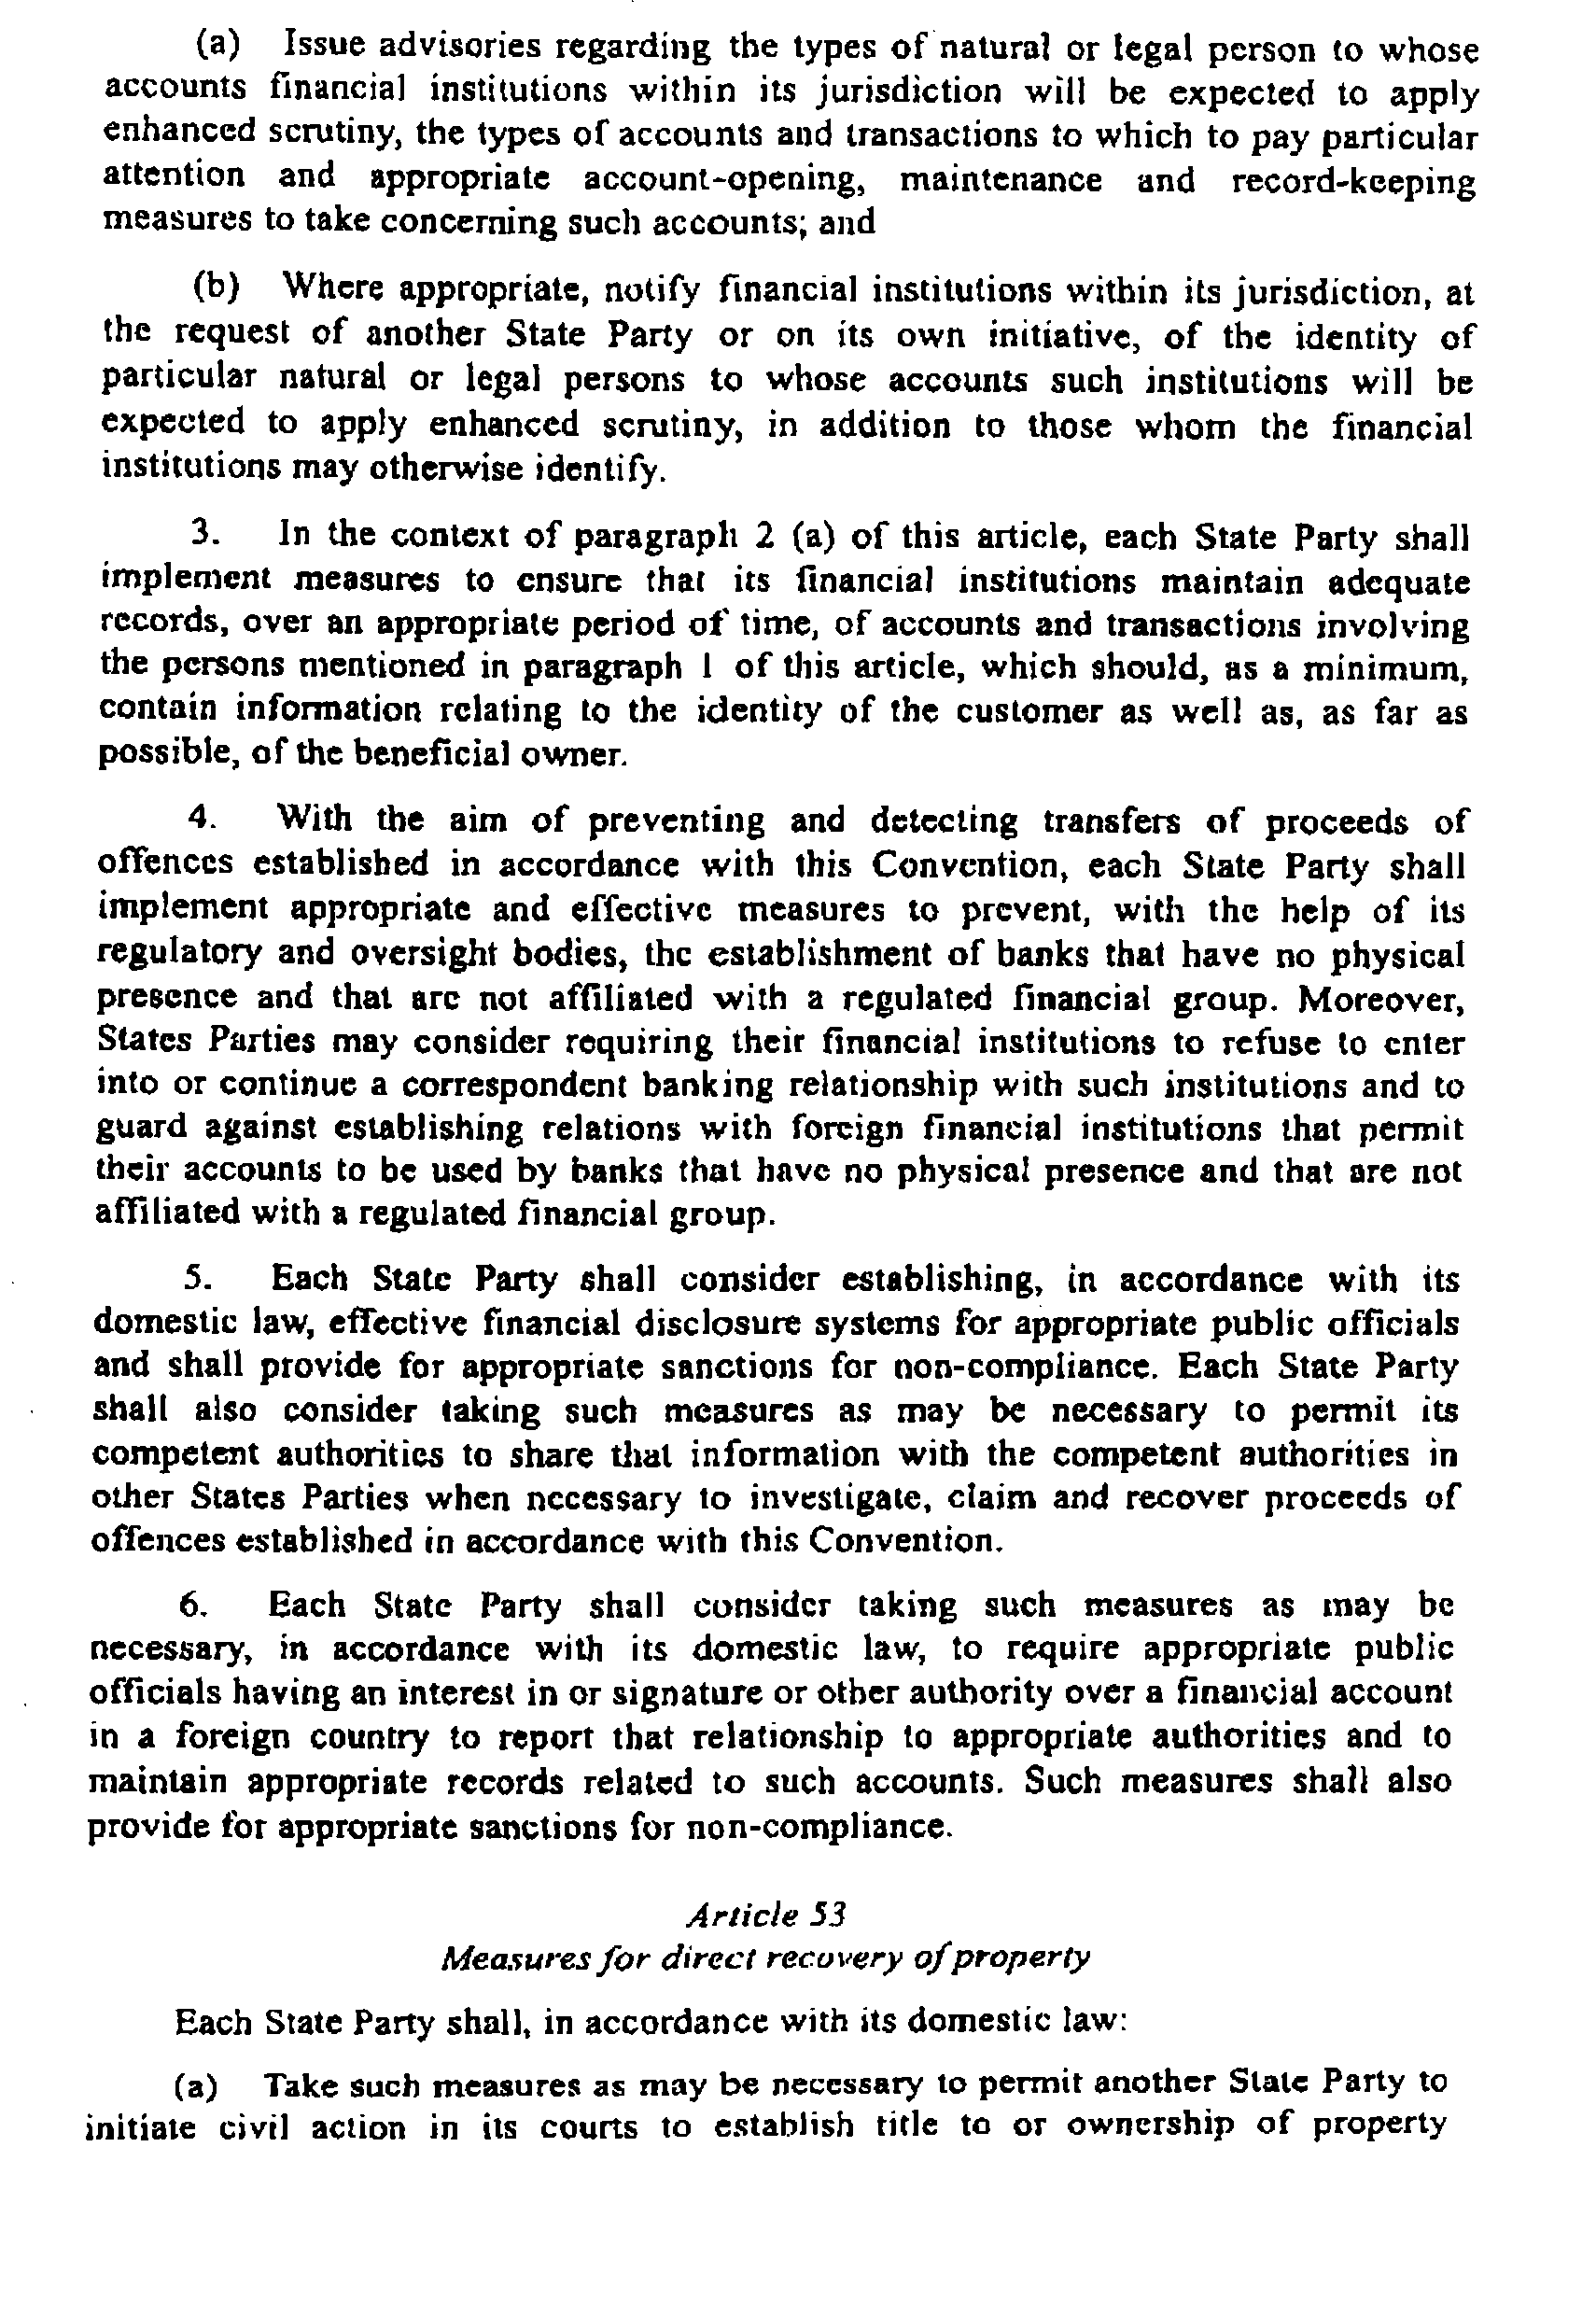 (a) Issue advisories regarding the types of natural or legal person to whose
accounts financial institutions within its jurisdiction will be expected to apply
enhanced scrutiny, the types of accounts and transactions to which to pay particular
attention and appropriate account-opening, maintenance and record-keeping
measures to take concerning such accounts; and
(b) Where appropriate, notify financial institutions within its jurisdiction, at
the request of another State Party or on its own initiative, of the identity of
particular natural or legal persons to whose accounts such institutions will be
expected to apply enhanced scrutiny, in addition to those whom the financial
institutions may otherwise identify.
3. In the context of paragraph 2 (a) of this article, each State Party shall
implement measures to ensure that its financial institutions maintain adequate
records, over an appropriate period of time, of accounts and transactions involving
the persons mentioned in paragraph 1 of this article, which should, as a minimum,
contain information relating to the identity of the customer as well as, as far as
possible, of the beneficial owner.
4. With the aim of preventing and detecting transfers of proceeds of
offences established in accordance with this Convention, each State Party shall
implement appropriate and effective measures to prevent, with the help of its
regulatory and oversight bodies, the establishment of banks that have no physical
presence and that are not affiliated with a regulated financial group. Moreover,
States Parties may consider requiring their financial institutions to refuse to enter
into or continue a correspondent banking relationship with such institutions and to
guard against establishing relations with foreign financial institutions that permit
their accounts to be used by banks that have no physical presence and that are not
affiliated with a regulated financial group.
5. Each State Party shall consider establishing, in accordance with its
domestic law, effective financial disclosure systems for appropriate public officials
and shall provide for appropriate sanctions for non-compliance. Each State Party
shall also consider taking such measures as may be necessary to permit its
competent authorities to share that information with the competent authorities in
other States Parties when necessary to investigate, claim and recover proceeds of
offences established in accordance with this Convention.
6. Each State Party shall consider taking such measures as may be
necessary, in accordance with its domestic law, to require appropriate public
officials having an interest in or signature or other authority over a financial account
in a foreign country to report that relationship to appropriate authorities and to
maintain appropriate records related to such accounts. Such measures shall also
provide for appropriate sanctions for non-compliance.
Article 53
Measures for direct recovery of property
Each State Party shall, in accordance with its domestic law:
(a) Take such measures as may be necessary to permit another State Party to
initiate civil action in its courts to establish title to or ownership of property